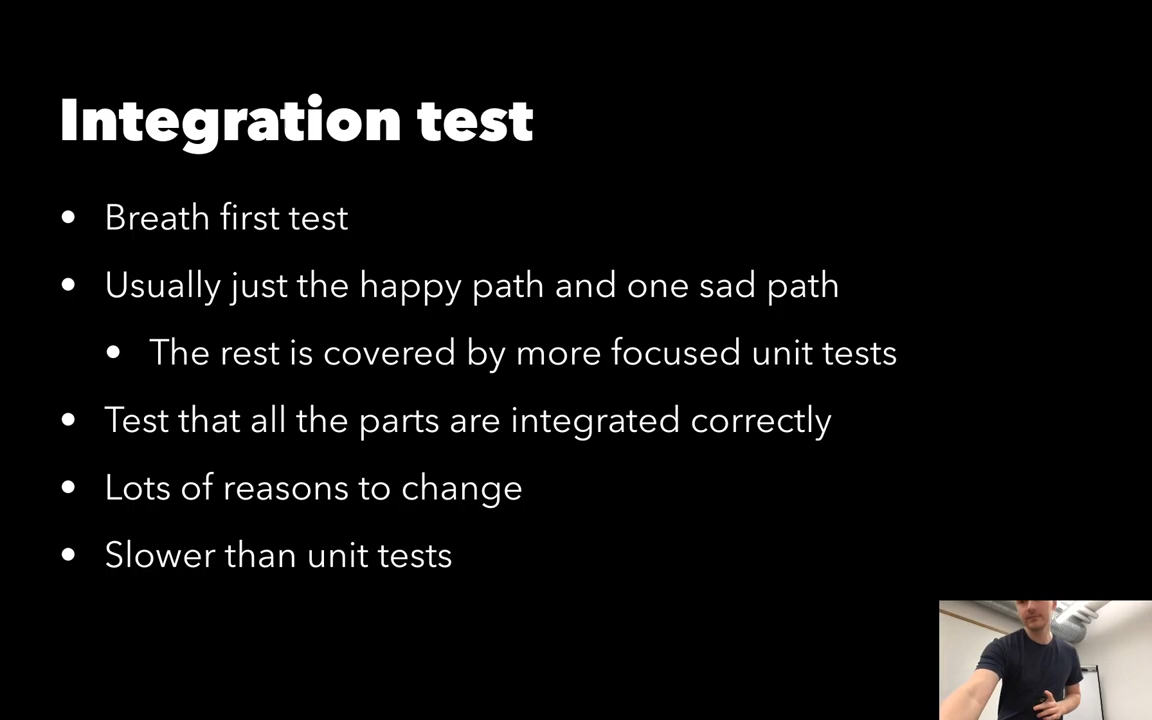 Integration test
• Breath first test
• Usually just the happy path and one sad path
• The rest is covered by more focused unit tests
• Test that all the parts are integrated correctly
• Lots of reasons to change
• Slower than unit tests